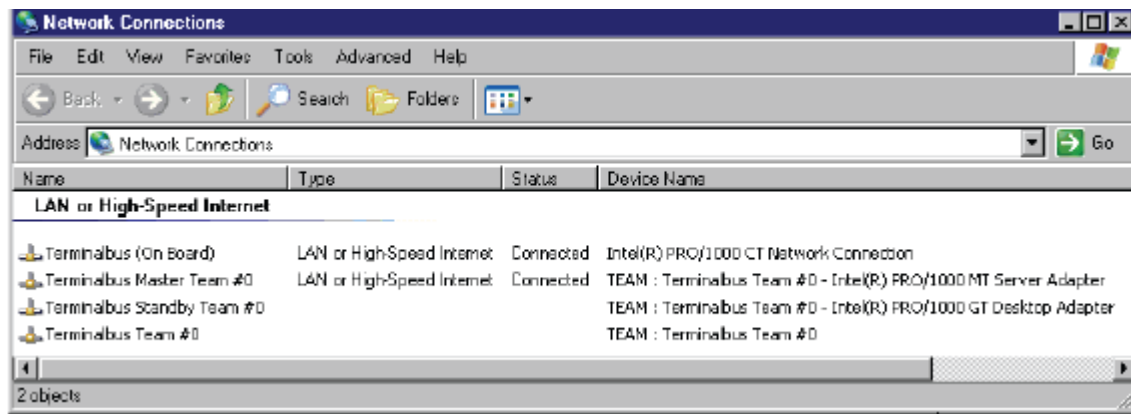 Network Connections
File Edit View Favorites Tools Advanced Help
Back Search Folders
Address Network Connections Go
Name Type Status Device Name
LAN or High-Speed Internet
Terminalbus (On Board) LAN or High-Speed Internet Connected Intel(R) PRO/1000 CT Network Connection
Terminalbus Master Team #0 LAN or High-Speed Internet Connected TEAM : Terminalbus Team #0 - Intel(R) PRO/1000 MT Server Adapter
Terminalbus Standby Team #0 TEAM : Terminalbus Team #0 - Intel(R) PRO/1000 GT Desktop Adapter
Terminalbus Team #0 TEAM : Terminalbus Team #0
2 objects